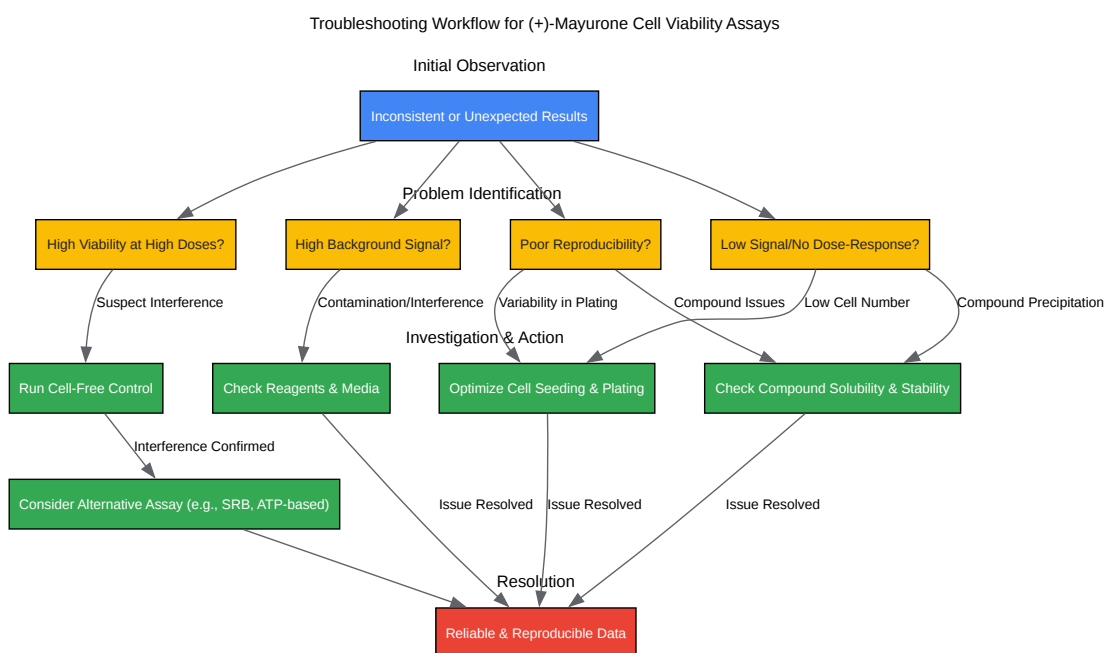 Troubleshooting Workflow for (+)-Mayurone Cell Viability Assays
Initial Observation
Inconsistent or Unexpected Results
Problem Identification
High Viability at High Doses?
High Background Signal?
Poor Reproducibility?
Low Signal/No Dose-Response?
Suspect Interference
Contamination/Interference
Variability in Plating
Compound Issues
Low Cell Number
Compound Precipitation
Investigation & Action
Run Cell-Free Control
Check Reagents & Media
Optimize Cell Seeding & Plating
Check Compound Solubility & Stability
Interference Confirmed
Consider Alternative Assay (e.g., SRB, ATP-based)
Issue Resolved
Issue Resolved
Issue Resolved
Resolution
Reliable & Reproducible Data